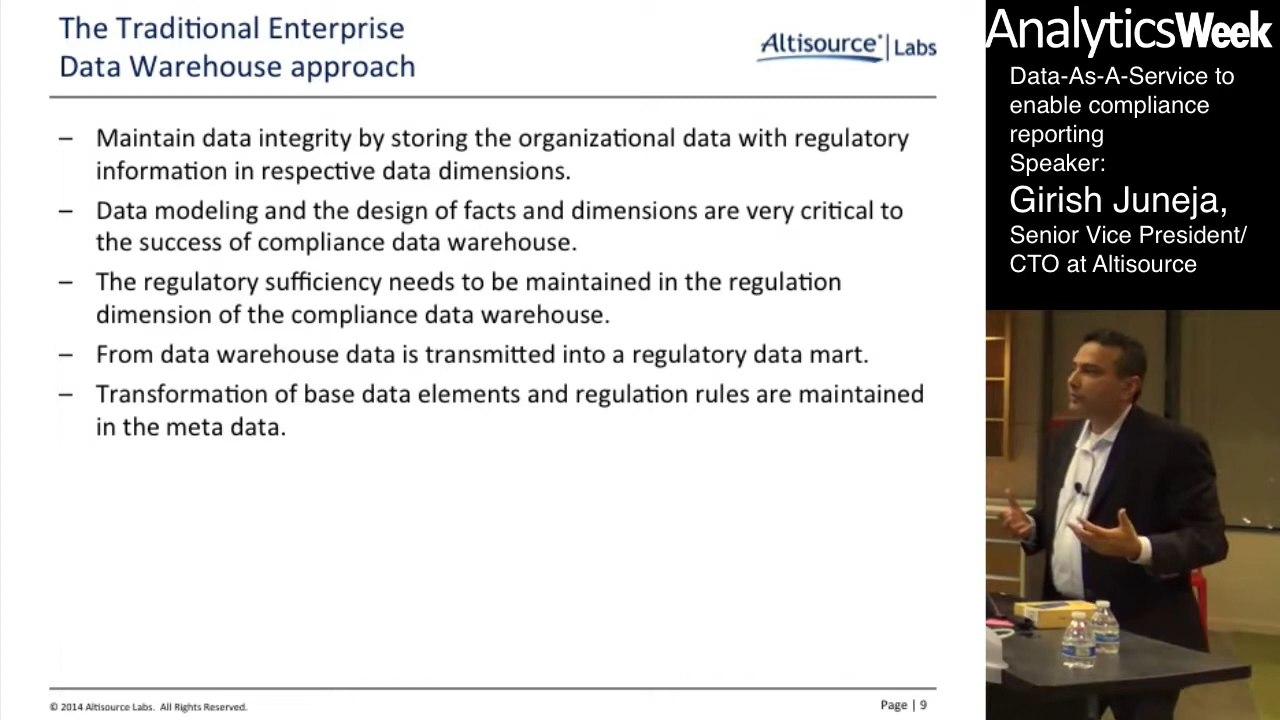 The Traditional Enterprise
Data Warehouse approach
Altisource® | Labs
– Maintain data integrity by storing the organizational data with regulatory
information in respective data dimensions.
– Data modeling and the design of facts and dimensions are very critical to
the success of compliance data warehouse.
– The regulatory sufficiency needs to be maintained in the regulation
dimension of the compliance data warehouse.
– From data warehouse data is transmitted into a regulatory data mart.
– Transformation of base data elements and regulation rules are maintained
in the meta data.
© 2014 Altisource Labs. All Rights Reserved.
Page | 9
AnalyticsWeek
Data-As-A-Service to
enable compliance
reporting
Speaker:
Girish Juneja,
Senior Vice President/
CTO at Altisource